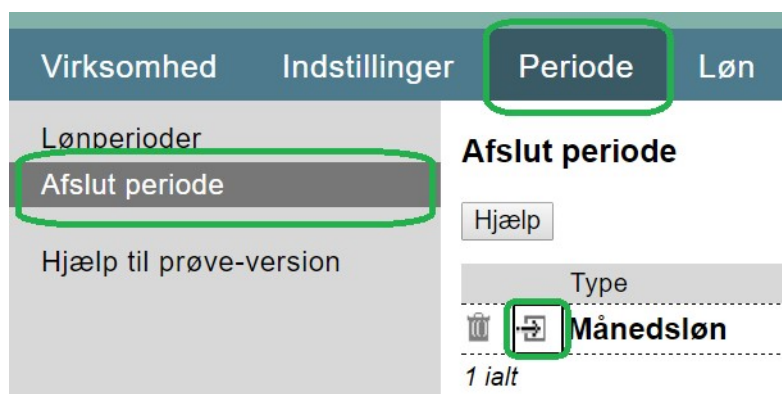 Virksomhed Indstillinger Periode Løn
Lønperioder
Afslut periode
Hjælp til prøve-version
Afslut periode
Hjælp
Type
Månedsløn
1 ialt